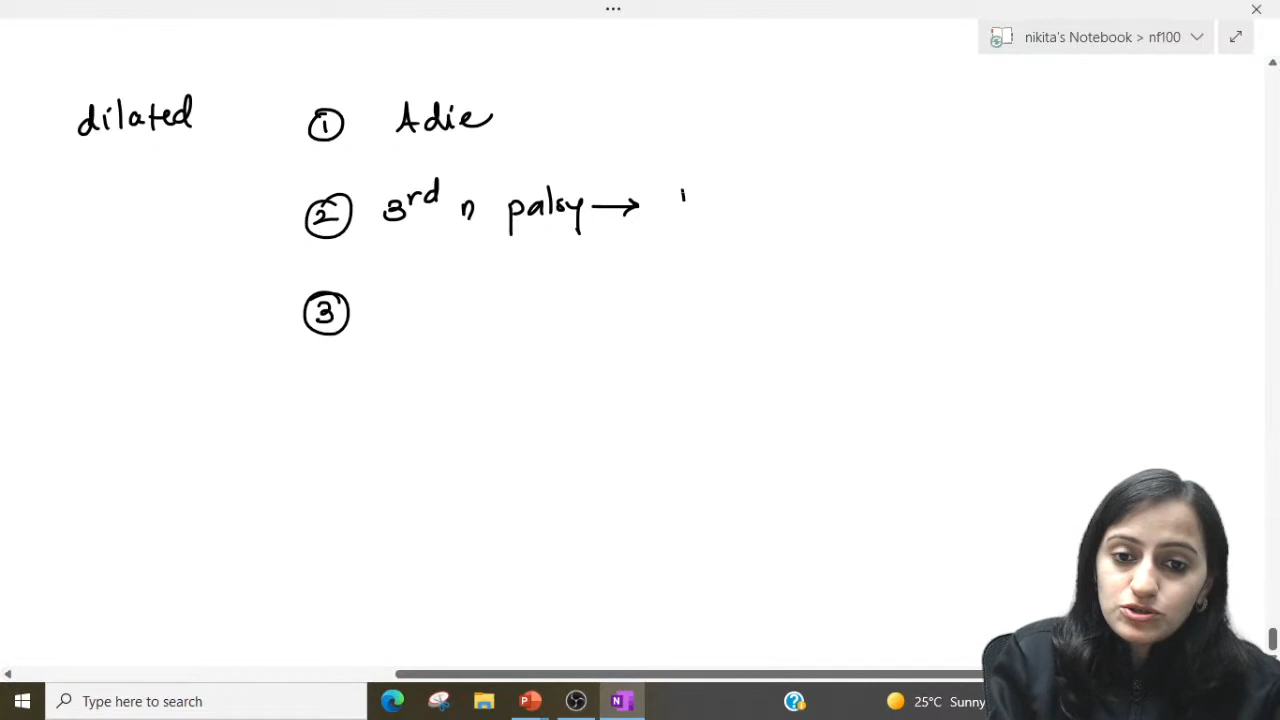 ...
nikita's Notebook > nf100
dilated ① Adie
② 3rd n palsy →
③
Type here to search
25°C Sunny